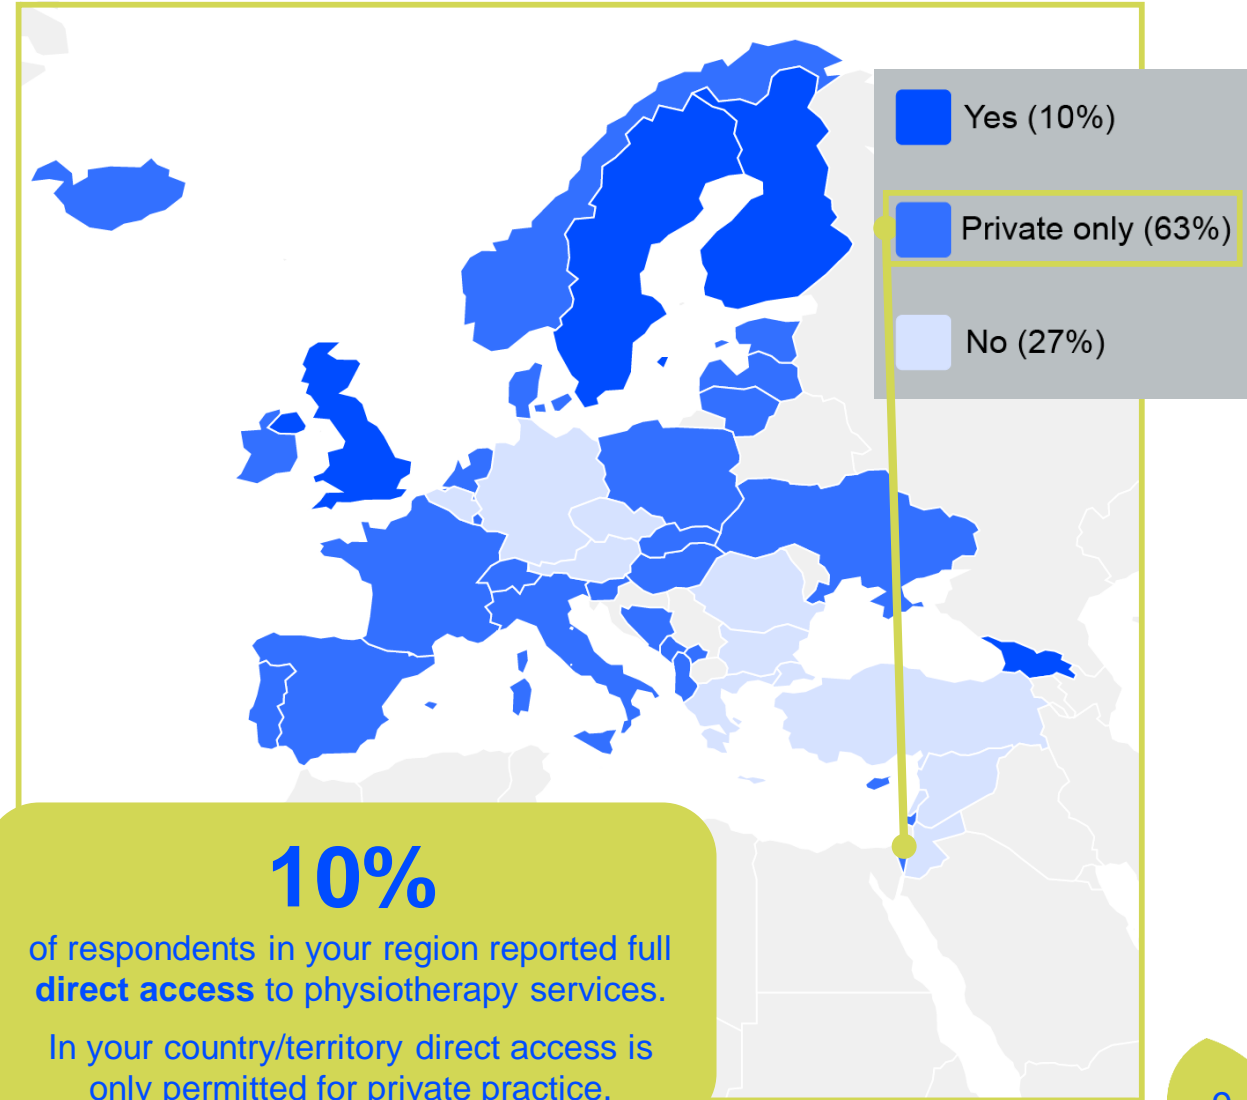 Yes (10%)
Private only (63%)
No (27%)
10%
of respondents in your region reported full
direct access to physiotherapy services.
In your country/territory direct access is
only permitted for private practice.